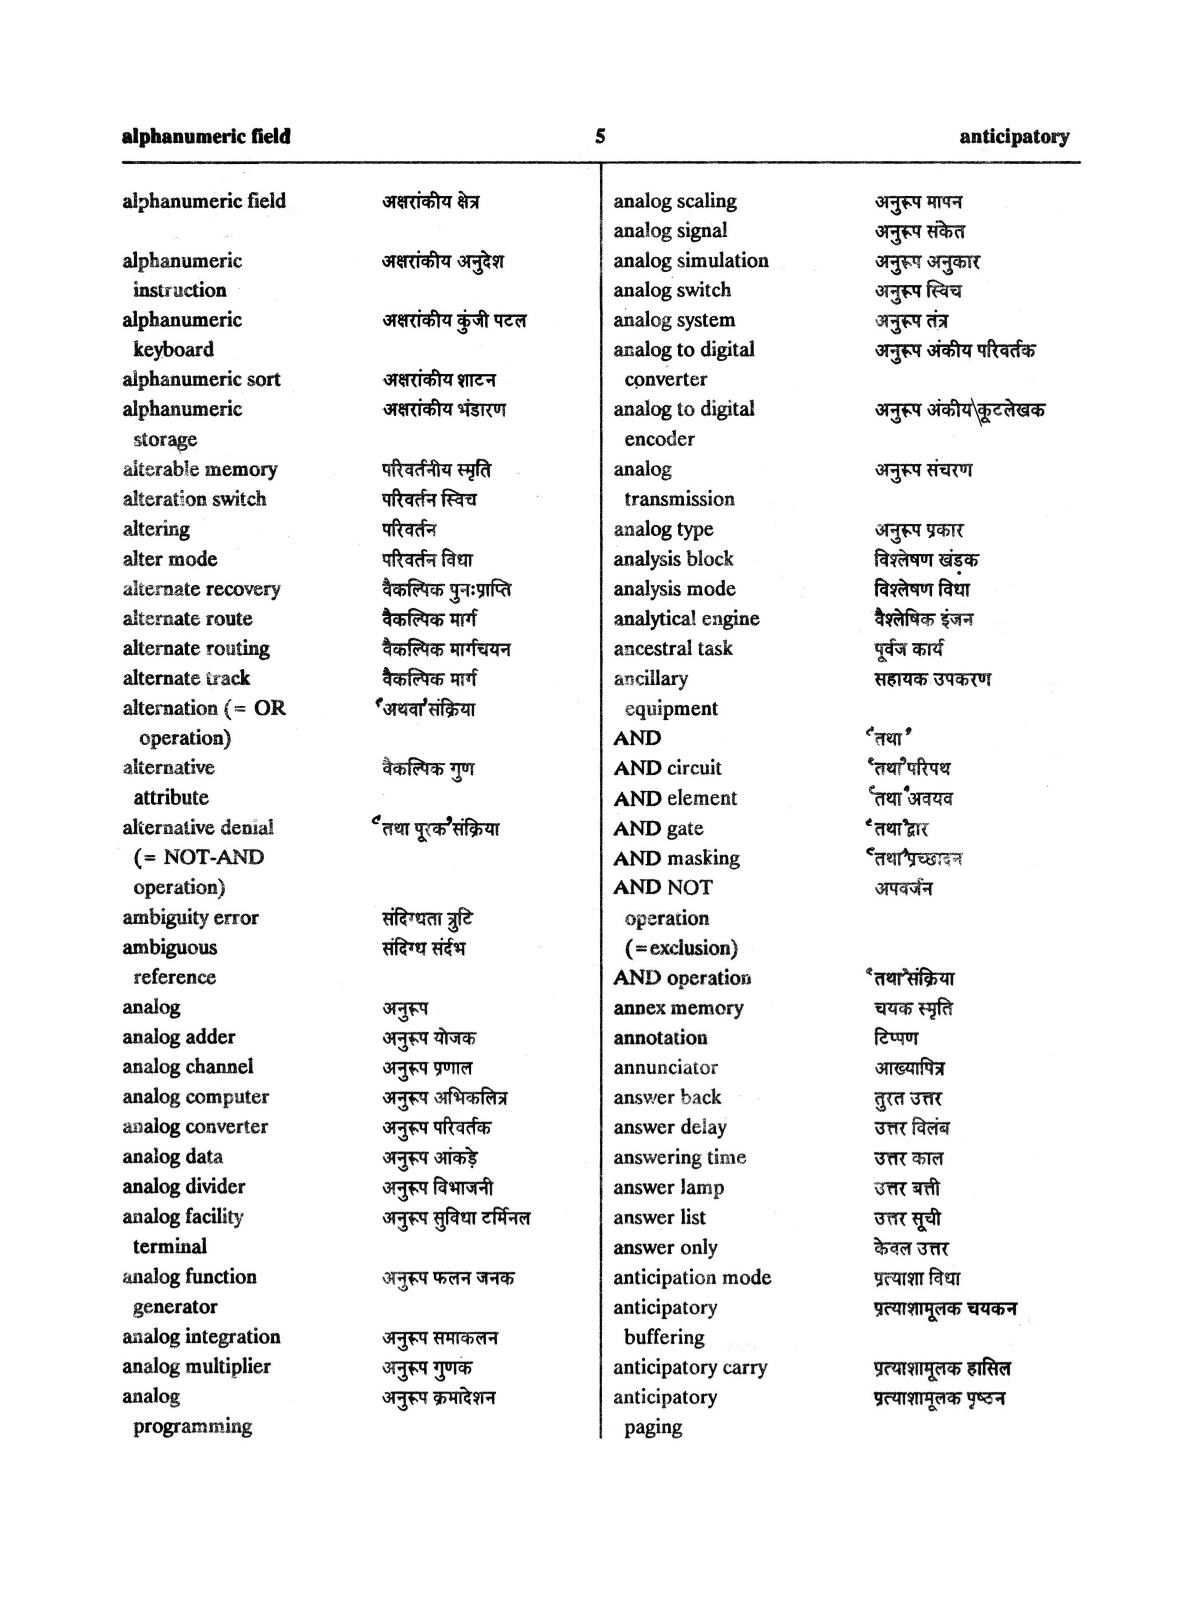 alphanumeric field 5 anticipatory
alphanumeric field अक्षरांकीय क्षेत्र
alphanumeric अक्षरांकीय अनुदेश
instruction
alphanumeric अक्षरांकीय कुंजी पटल
keyboard
alphanumeric sort अक्षरांकीय शाटन
alphanumeric अक्षरांकीय भंडारण
storage
alterable memory परिवर्तनीय स्मृति
alteration switch परिवर्तन स्विच
altering परिवर्तन
alter mode परिवर्तन विधा
alternate recovery वैकल्पिक पुनःप्राप्ति
alternate route वैकल्पिक मार्ग
alternate routing वैकल्पिक मार्गचयन
alternate track वैकल्पिक मार्ग
alternation (= OR ‘अथवा’ संक्रिया
operation)
alternative वैकल्पिक गुण
attribute
alternative denial ‘तथा पूरक’ संक्रिया
(= NOT-AND
operation)
ambiguity error संदिग्धता त्रुटि
ambiguous संदिग्ध संर्दभ
reference
analog अनुरूप
analog adder अनुरूप योजक
analog channel अनुरूप प्रणाल
analog computer अनुरूप अभिकलित्र
analog converter अनुरूप परिवर्तक
analog data अनुरूप आंकड़े
analog divider अनुरूप विभाजनी
analog facility अनुरूप सुविधा टर्मिनल
terminal
analog function अनुरूप फलन जनक
generator
analog integration अनुरूप समाकलन
analog multiplier अनुरूप गुणक
analog अनुरूप क्रमादेशन
programming
analog scaling अनुरूप मापन
analog signal अनुरूप संकेत
analog simulation अनुरूप अनुकार
analog switch अनुरूप स्विच
analog system अनुरूप तंत्र
analog to digital अनुरूप अंकीय परिवर्तक
converter
analog to digital अनुरूप अंकीय\कूटलेखक
encoder
analog अनुरूप संचरण
transmission
analog type अनुरूप प्रकार
analysis block विश्लेषण खंडक
analysis mode विश्लेषण विधा
analytical engine वैश्लेषिक इंजन
ancestral task पूर्वज कार्य
ancillary सहायक उपकरण
equipment
AND ‘तथा’
AND circuit ‘तथा’ परिपथ
AND element ‘तथा’ अवयव
AND gate ‘तथा’ द्वार
AND masking ‘तथा’ प्रच्छादन
AND NOT अपवर्जन
operation
(=exclusion)
AND operation ‘तथा’ संक्रिया
annex memory चयक स्मृति
annotation टिप्पण
annunciator आख्यापित्र
answer back तुरत उत्तर
answer delay उत्तर विलंब
answering time उत्तर काल
answer lamp उत्तर बत्ती
answer list उत्तर सूची
answer only केवल उत्तर
anticipation mode प्रत्याशा विधा
anticipatory प्रत्याशामूलक चयकन
buffering
anticipatory carry प्रत्याशामूलक हासिल
anticipatory प्रत्याशामूलक पृष्ठन
paging